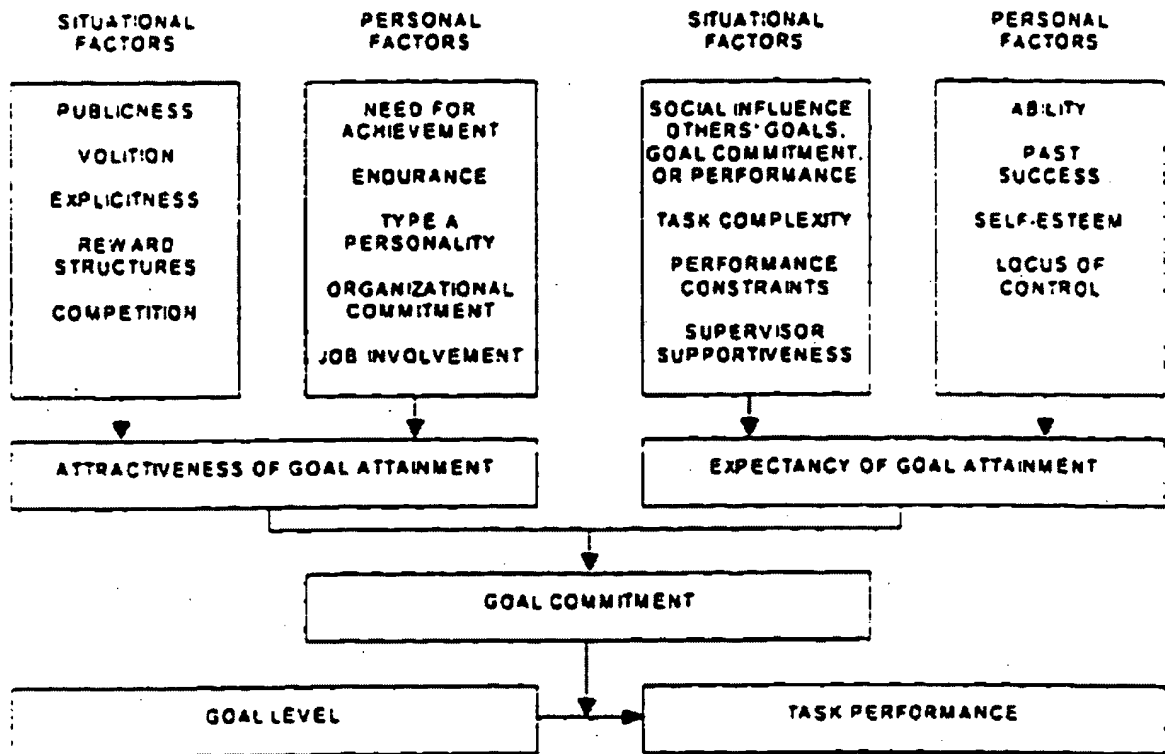 SITUATIONAL
FACTORS
PERSONAL
FACTORS
SITUATIONAL
FACTORS
PERSONAL
FACTORS
PUBLICNESS
VOLITION
EXPLICITNESS
REWARD
STRUCTURES
COMPETITION
NEED FOR
ACHIEVEMENT
ENDURANCE
TYPE A
PERSONALITY
ORGANIZATIONAL
COMMITMENT
JOB INVOLVEMENT
SOCIAL INFLUENCE
OTHERS' GOALS,
GOAL COMMITMENT,
OR PERFORMANCE
TASK COMPLEXITY
PERFORMANCE
CONSTRAINTS
SUPERVISOR
SUPPORTIVENESS
ABILITY
PAST
SUCCESS
SELF-ESTEEM
LOCUS OF
CONTROL
ATTRACTIVENESS OF GOAL ATTAINMENT
EXPECTANCY OF GOAL ATTAINMENT
GOAL COMMITMENT
GOAL LEVEL
TASK PERFORMANCE